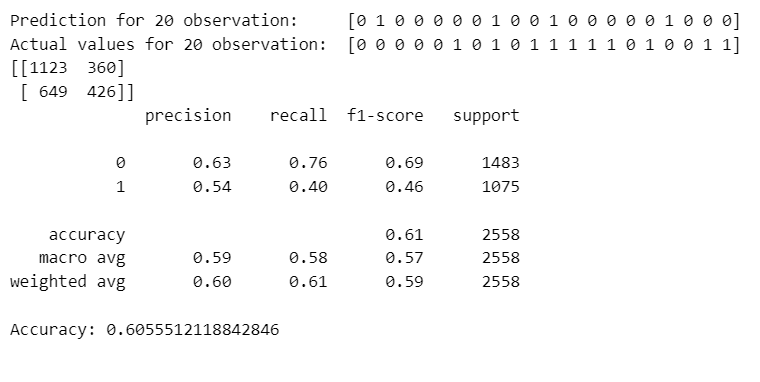 Prediction for 20 observation:     [0 1 0 0 0 0 0 1 0 0 1 0 0 0 0 0 1 0 0 0]
Actual values for 20 observation:  [0 0 0 0 0 1 0 1 0 1 1 1 1 1 0 1 0 0 1 1]
[[1123  360]
 [ 649  426]]
              precision    recall  f1-score   support
           0       0.63      0.76      0.69      1483
           1       0.54      0.40      0.46      1075
    accuracy                           0.61      2558
   macro avg       0.59      0.58      0.57      2558
weighted avg       0.60      0.61      0.59      2558
Accuracy: 0.6055512118842846